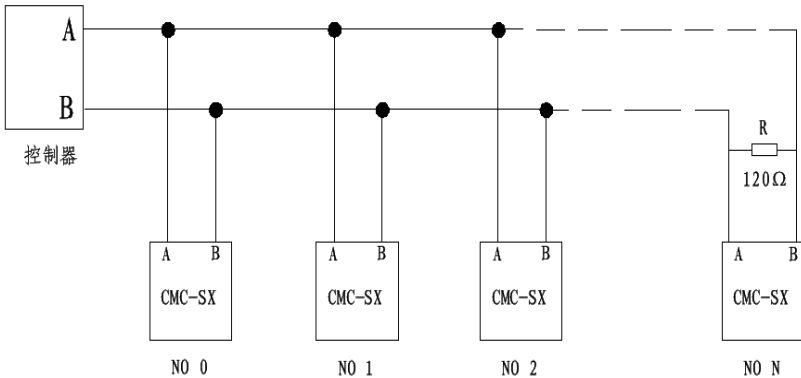 A
B
控制器
R
120Ω
A B
A B
A B
A B
CMC-SX
CMC-SX
CMC-SX
CMC-SX
NO 0
NO 1
NO 2
NO N